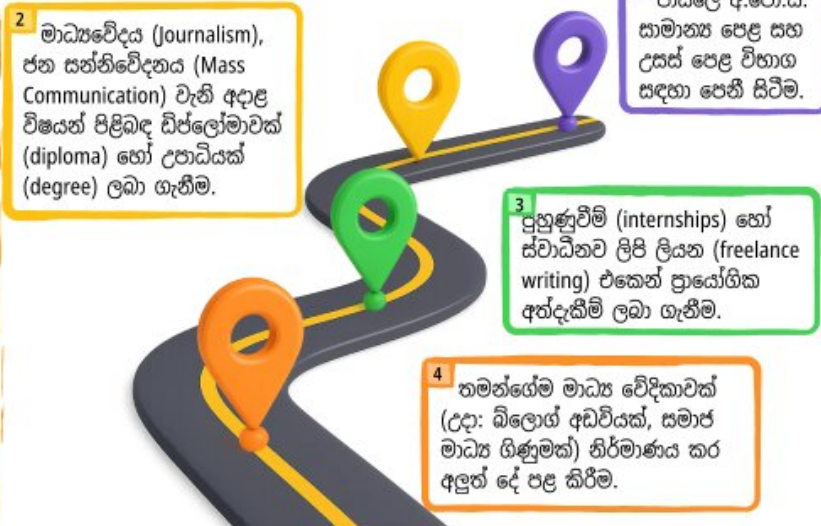 සාමාන්‍ය පෙළ සහ
උසස් පෙළ විභාග
සඳහා පෙනී සිටීම.
2
මාධ්‍යවේදය (Journalism),
ජන සන්නිවේදනය (Mass
Communication) වැනි අදාළ
විෂයන් පිළිබඳ ඩිප්ලෝමාවක්
(diploma) හෝ උපාධියක්
(degree) ලබා ගැනීම.
3
පුහුණුවීම් (internships) හෝ
ස්වාධීනව ලිපි ලියන (freelance
writing) එකෙන් ප්‍රායෝගික
අත්දැකීම් ලබා ගැනීම.
4
තමන්ගේම මාධ්‍ය වේදිකාවක්
(උදා: බ්ලොග් අඩවියක්, සමාජ
මාධ්‍ය ගිණුමක්) නිර්මාණය කර
අලුත් දේ පළ කිරීම.